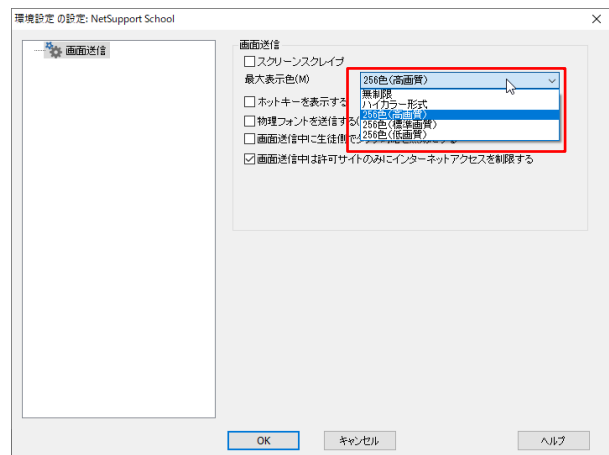 環境設定 の設定: NetSupport School
画面送信
画面送信
スクリーンスクレイプ
最大表示色(M)
256色(高画質)
無制限
ハイカラー形式
256色(高画質)
256色(標準画質)
256色(低画質)
ホットキーを表示する
物理フォントを送信する(
画面送信中に生徒側で
画面送信中は許可サイトのみにインターネットアクセスを制限する
OK
キャンセル
ヘルプ